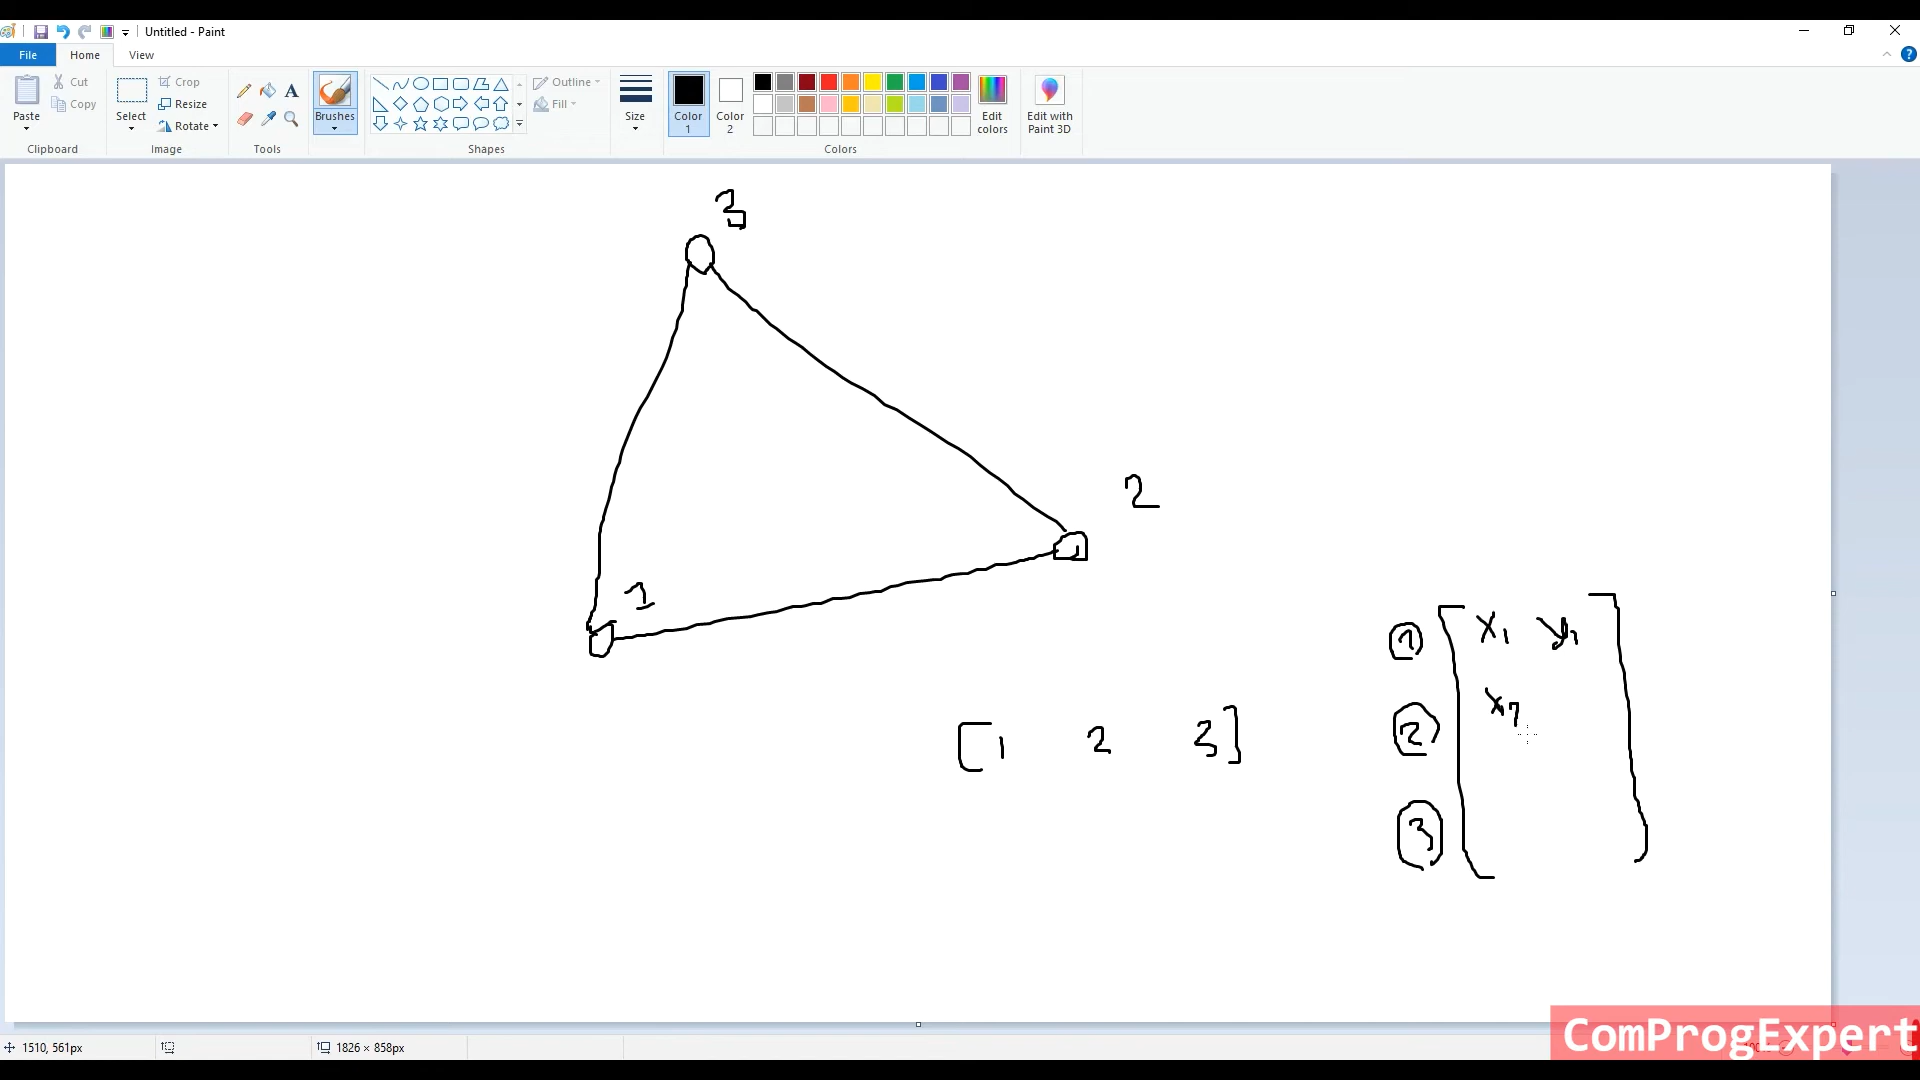 Untitled - Paint
File Home View
Paste
Cut
Copy
Clipboard
Select
Crop
Resize
Rotate
Image
Tools
Brushes
Shapes
Outline
Fill
Size
Color 1
Color 2
Colors
Edit colors
Edit with Paint 3D
3
2
1
[1 2 3]
1 x1 y1
2
3
1510, 561px
1826 × 858px
ComProgExpert